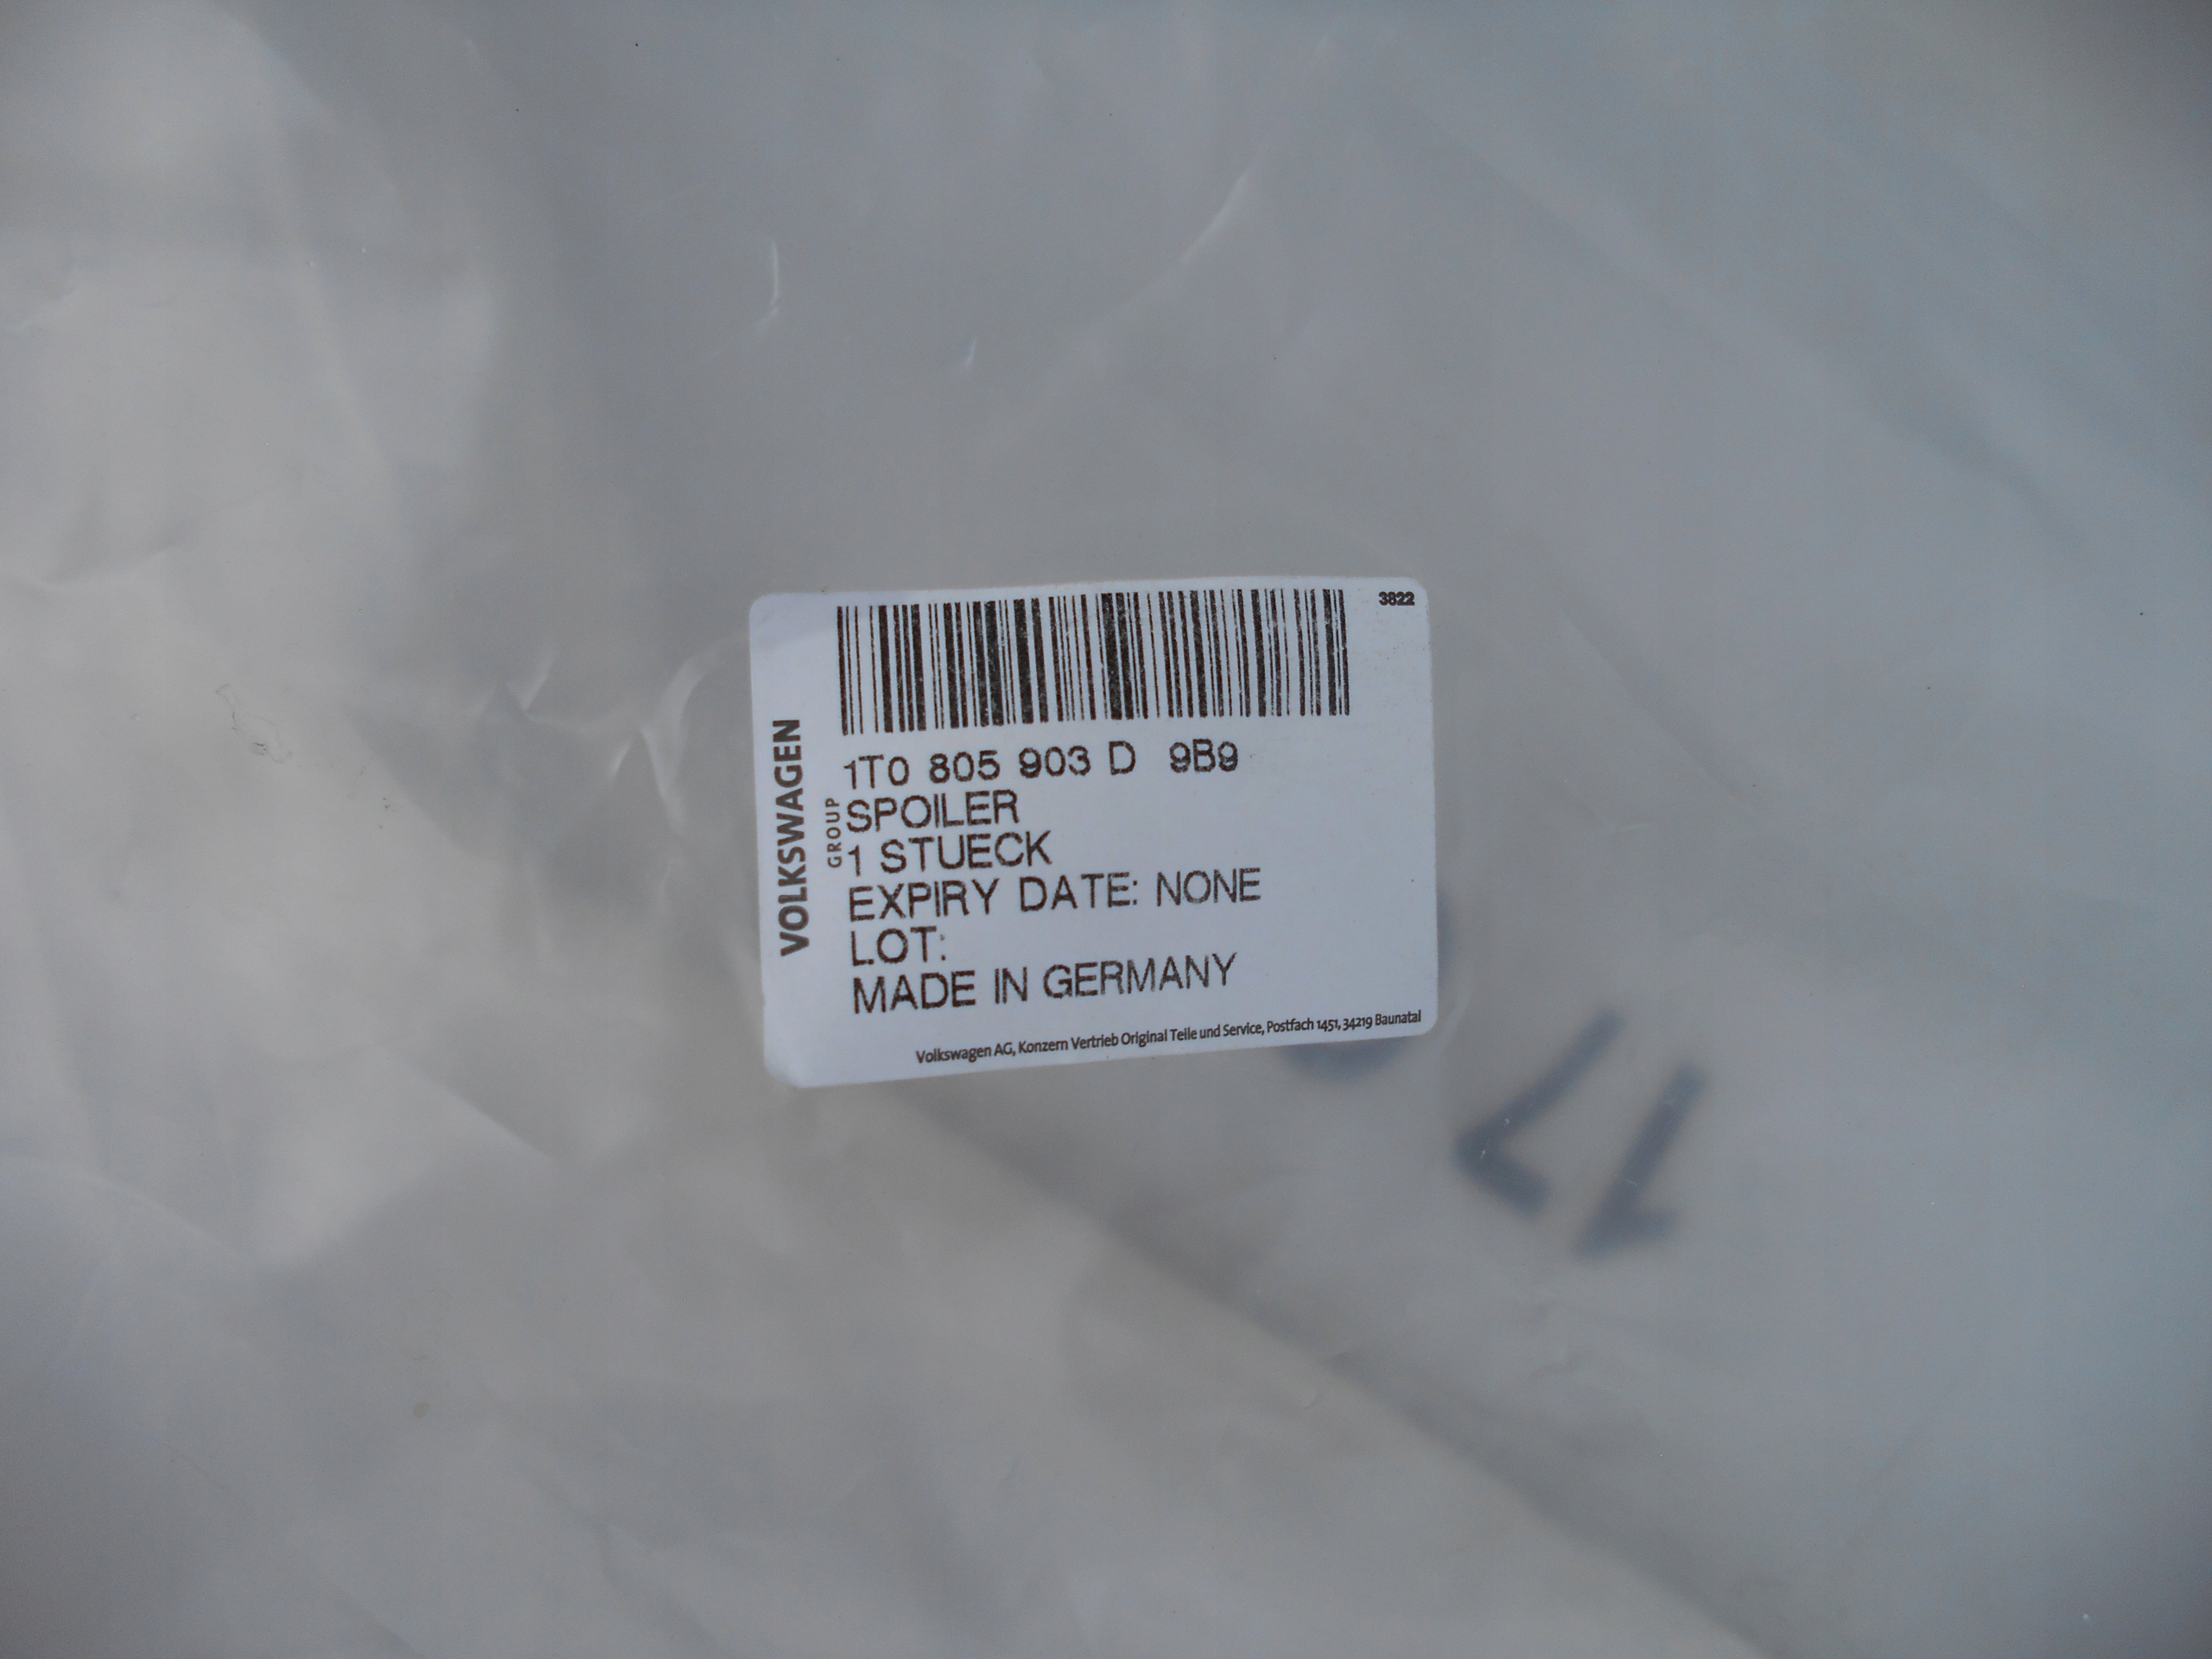 3822
1T0 805 903 D 9B9
SPOILER
1 STUECK
EXPIRY DATE: NONE
LOT:
MADE IN GERMANY
VOLKSWAGEN
GROUP
Volkswagen AG, Konzern Vertrieb Original Teile und Service, Postfach 1451, 34219 Baunatal